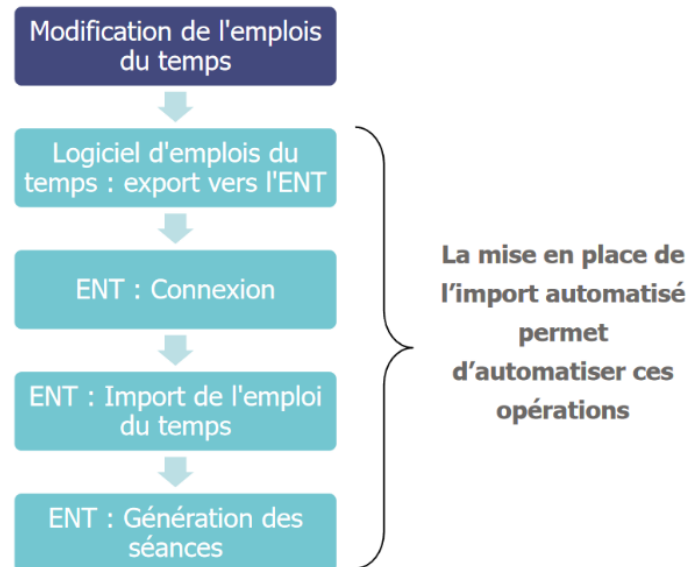 Modification de l'emplois
du temps
Logiciel d'emplois du
temps : export vers l'ENT
ENT : Connexion
ENT : Import de l'emploi
du temps
ENT : Génération des
séances
La mise en place de
l'import automatisé
permet
d'automatiser ces
opérations